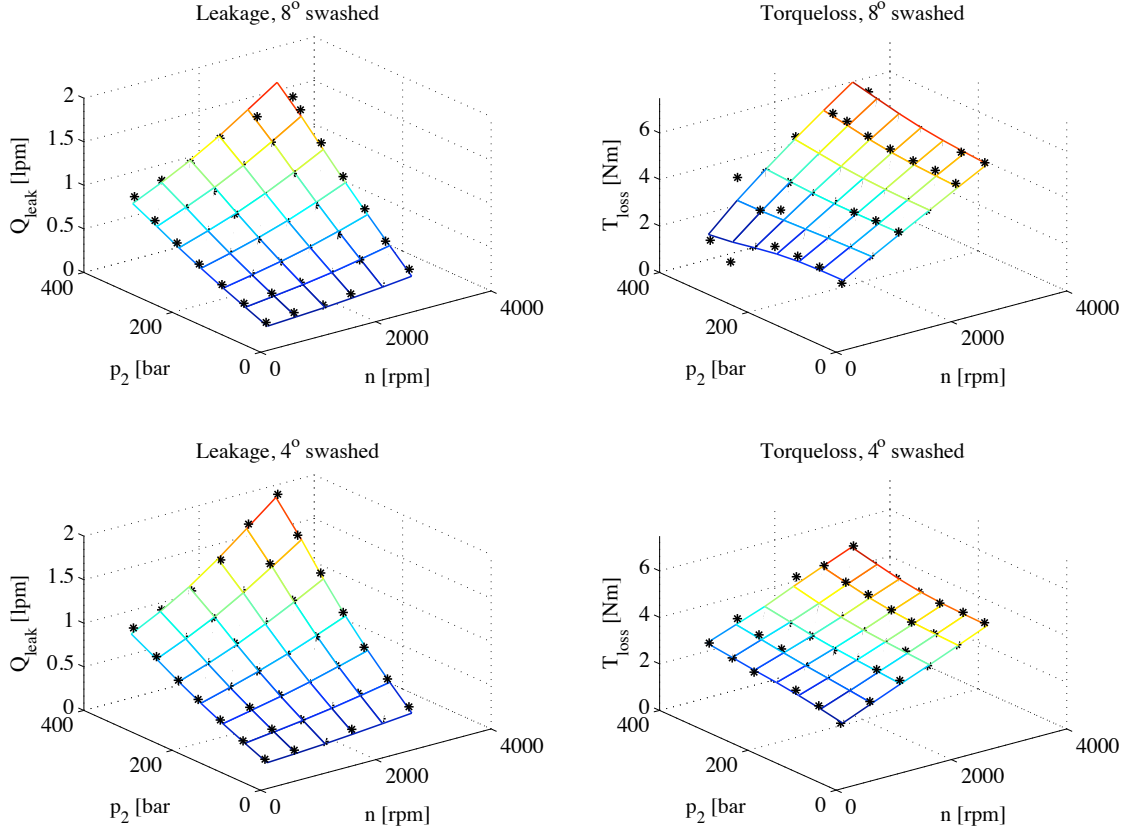 Leakage, 8° swashed
2
1.5
1
0.5
0
Q_leak [lpm]
400
200
0
p_2 [bar
0
2000
4000
n [rpm]
Torqueloss, 8° swashed
6
4
2
0
T_loss [Nm]
400
200
0
p_2 [bar
0
2000
4000
n [rpm]
Leakage, 4° swashed
2
1.5
1
0.5
0
Q_leak [lpm]
400
200
0
p_2 [bar
0
2000
4000
n [rpm]
Torqueloss, 4° swashed
6
4
2
0
T_loss [Nm]
400
200
0
p_2 [bar
0
2000
4000
n [rpm]